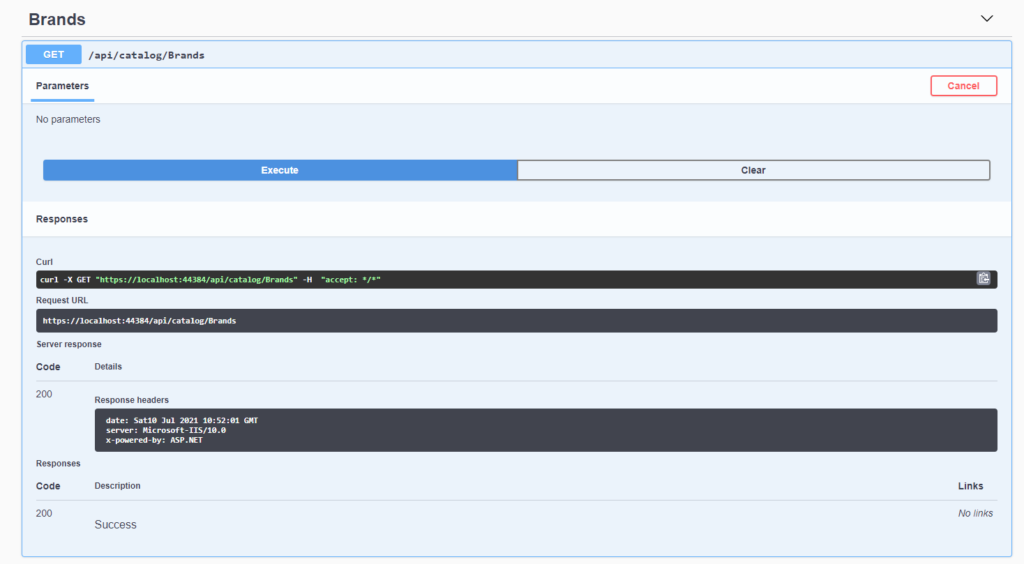 Brands
GET /api/catalog/Brands
Parameters Cancel
No parameters
Execute Clear
Responses
Curl
curl -X GET "https://localhost:44384/api/catalog/Brands" -H  "accept: */*"
Request URL
https://localhost:44384/api/catalog/Brands
Server response
Code Details
200
Response headers
date: Sat10 Jul 2021 10:52:01 GMT
server: Microsoft-IIS/10.0
x-powered-by: ASP.NET
Responses
Code Description Links
200 No links
Success